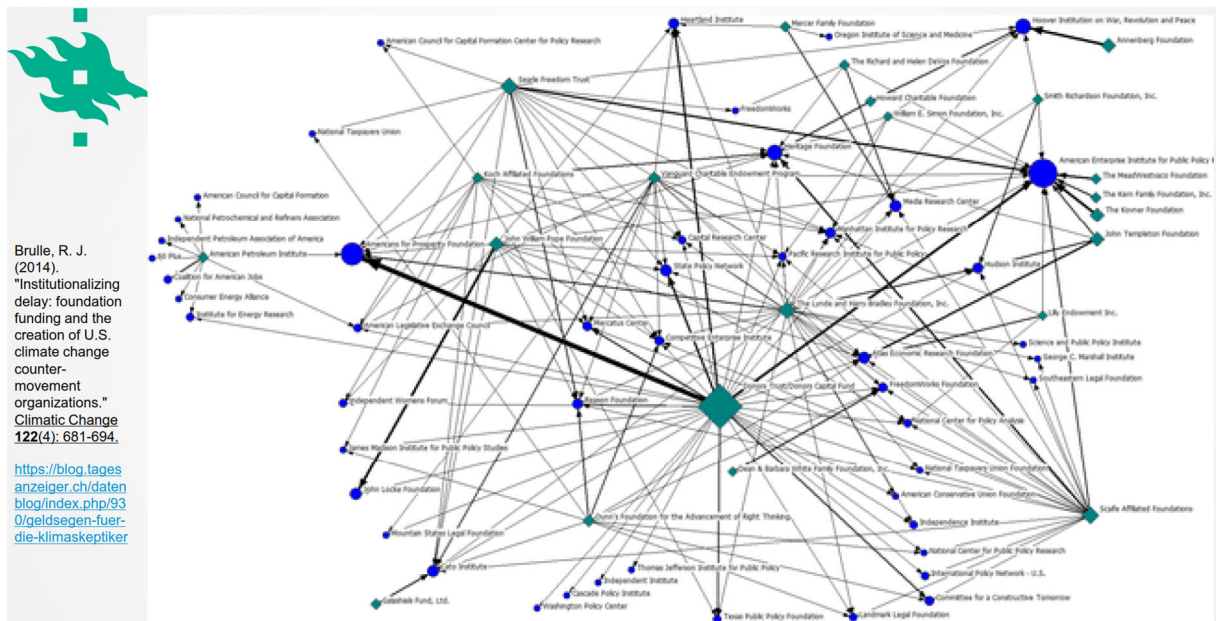 Brulle, R. J.
(2014).
"Institutionalizing
delay: foundation
funding and the
creation of U.S.
climate change
counter-
movement
organizations."
Climatic Change
122(4): 681-694.
https://blog.tages
anzeiger.ch/daten
blog/index.php/93
0/geldsegen-fuer-
die-klimaskeptiker
Heartland Institute
Mercer Family Foundation
Hoover Institution on War, Revolution and Peace
Oregon Institute of Science and Medicine
American Council for Capital Formation Center for Policy Research
Annenberg Foundation
The Richard and Helen DeVos Foundation
Searle Freedom Trust
Howard Charitable Foundation
Smith Richardson Foundation, Inc.
FreedomWorks
William E. Simon Foundation, Inc.
National Taxpayers Union
Heritage Foundation
American Enterprise Institute for Public Policy
Koch Affiliated Foundations
Vanguard Charitable Endowment Program
The MeadWestvaco Foundation
American Council for Capital Formation
The Kern Family Foundation, Inc.
Media Research Center
The Kovner Foundation
National Petrochemical and Refiners Association
Manhattan Institute for Policy Research
John Templeton Foundation
Independent Petroleum Association of America
Americans for Prosperity Foundation
John William Pope Foundation
Capital Research Center
American Petroleum Institute
Pacific Research Institute for Public Policy
60 Plus
State Policy Network
Hudson Institute
Coalition for American Jobs
Consumer Energy Alliance
The Lynde and Harry Bradley Foundation, Inc.
Institute for Energy Research
Lilly Endowment Inc.
American Legislative Exchange Council
Mercatus Center
Competitive Enterprise Institute
Science and Public Policy Institute
Atlas Economic Research Foundation
George C. Marshall Institute
Southeastern Legal Foundation
Donors Trust/Donors Capital Fund
FreedomWorks Foundation
Independent Womens Forum
Reason Foundation
National Center for Policy Analysis
James Madison Institute for Public Policy Studies
Dean & Barbara White Family Foundation, Inc.
National Taxpayers Union Foundation
John Locke Foundation
American Conservative Union Foundation
Scaife Affiliated Foundations
Dunn's Foundation for the Advancement of Right Thinking
Independence Institute
Mountain States Legal Foundation
National Center for Public Policy Research
Cato Institute
Thomas Jefferson Institute for Public Policy
International Policy Network - U.S.
Independent Institute
Cascade Policy Institute
Committee for a Constructive Tomorrow
Washington Policy Center
Texas Public Policy Foundation
Landmark Legal Foundation